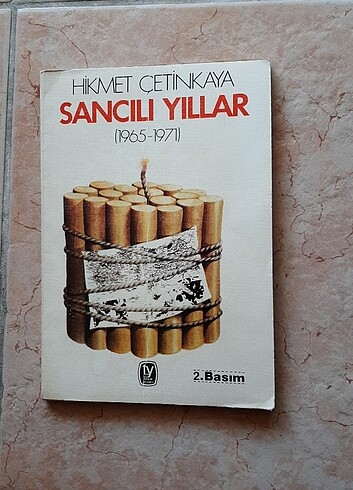 HİKMET ÇETİNKAYA
SANCILI YILLAR
(1965-1971)
2.Basım